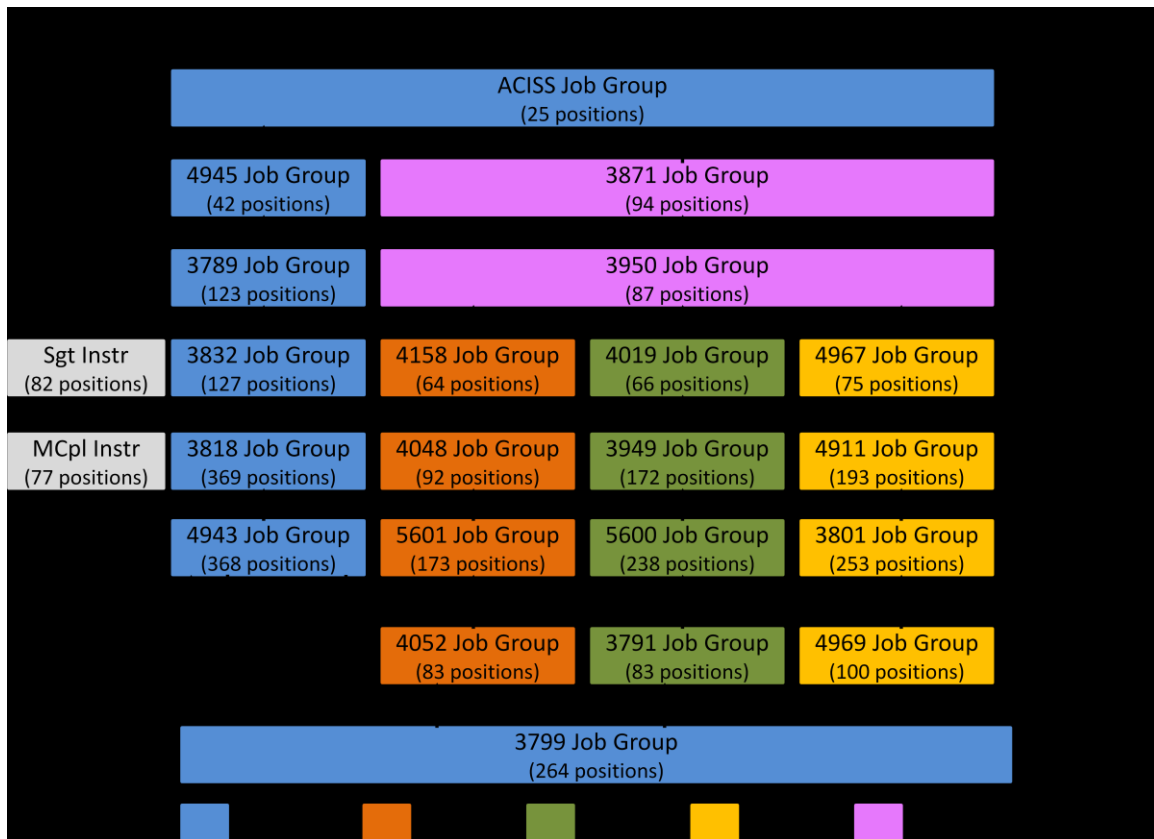 ACISS Job Group
(25 positions)
4945 Job Group
(42 positions)
3871 Job Group
(94 positions)
3789 Job Group
(123 positions)
3950 Job Group
(87 positions)
Sgt Instr
(82 positions)
3832 Job Group
(127 positions)
4158 Job Group
(64 positions)
4019 Job Group
(66 positions)
4967 Job Group
(75 positions)
MCpl Instr
(77 positions)
3818 Job Group
(369 positions)
4048 Job Group
(92 positions)
3949 Job Group
(172 positions)
4911 Job Group
(193 positions)
4943 Job Group
(368 positions)
5601 Job Group
(173 positions)
5600 Job Group
(238 positions)
3801 Job Group
(253 positions)
4052 Job Group
(83 positions)
3791 Job Group
(83 positions)
4969 Job Group
(100 positions)
3799 Job Group
(264 positions)